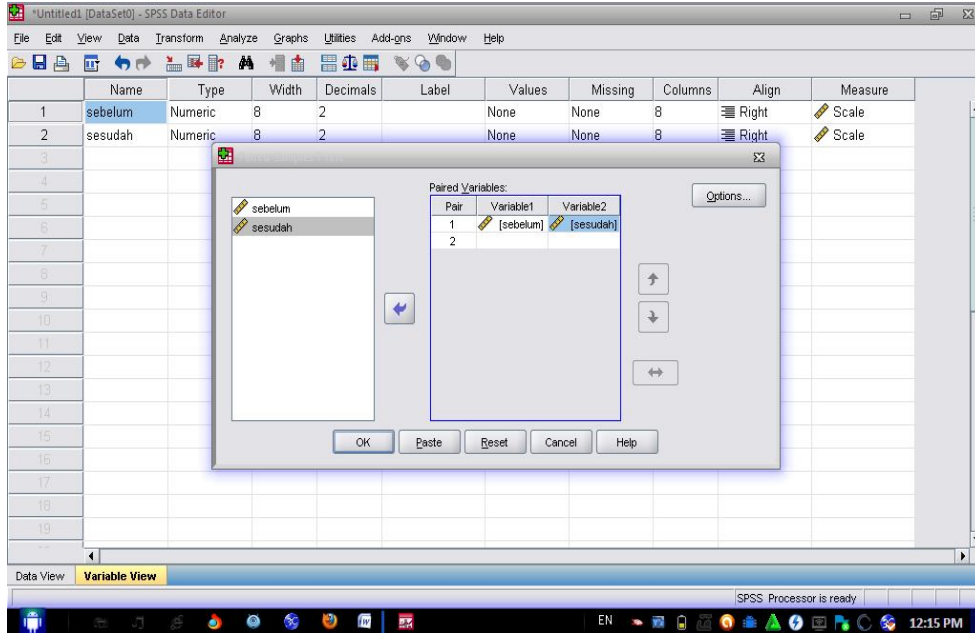 *Untitled1 [DataSet0] - SPSS Data Editor
File Edit View Data Transform Analyze Graphs Utilities Add-ons Window Help
Name Type Width Decimals Label Values Missing Columns Align Measure
1 sebelum Numeric 8 2 None None 8 Right Scale
2 sesudah Numeric 8 2 None None 8 Right Scale
3
4
5
6
7
8
9
10
11
12
13
14
15
16
17
18
19
sebelum
sesudah
Paired Variables:
Pair Variable1 Variable2
1 [sebelum] [sesudah]
2
Options...
OK Paste Reset Cancel Help
Data View Variable View
SPSS Processor is ready
EN 12:15 PM